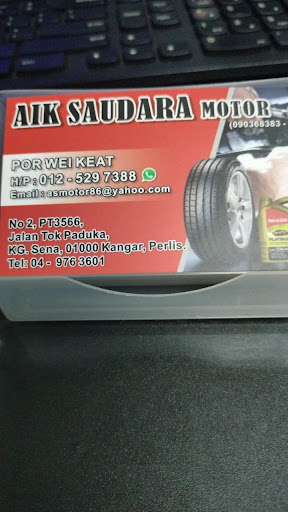 AIK SAUDARA MOTOR
(090368383 -
POR WEI KEAT
H/P : 012 - 529 7388
Email : asmotor86@yahoo.com
No 2, PT3566,
Jalan Tok Paduka,
KG. Sena, 01000 Kangar, Perlis.
Tel: 04 - 976 3601